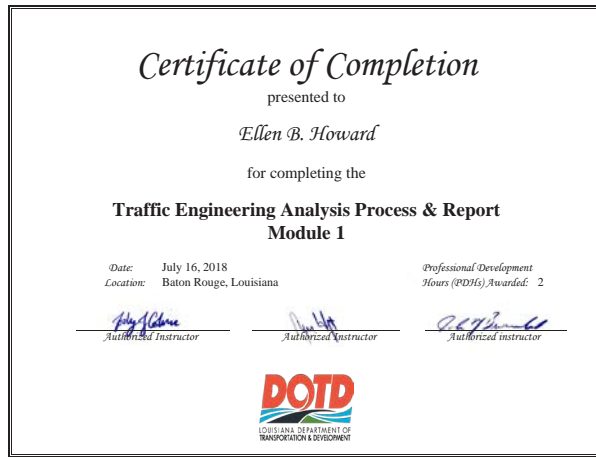 Certificate of Completion
presented to
Ellen B. Howard
for completing the
Traffic Engineering Analysis Process & Report
Module 1
Date: July 16, 2018
Location: Baton Rouge, Louisiana
Professional Development
Hours (PDHs) Awarded: 2
Authorized Instructor
Authorized Instructor
Authorized instructor
DOTD
LOUISIANA DEPARTMENT OF
TRANSPORTATION & DEVELOPMENT